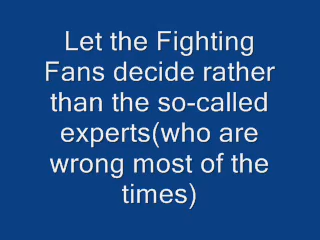 Let the Fighting
Fans decide rather
than the so-called
experts(who are
wrong most of the
times)